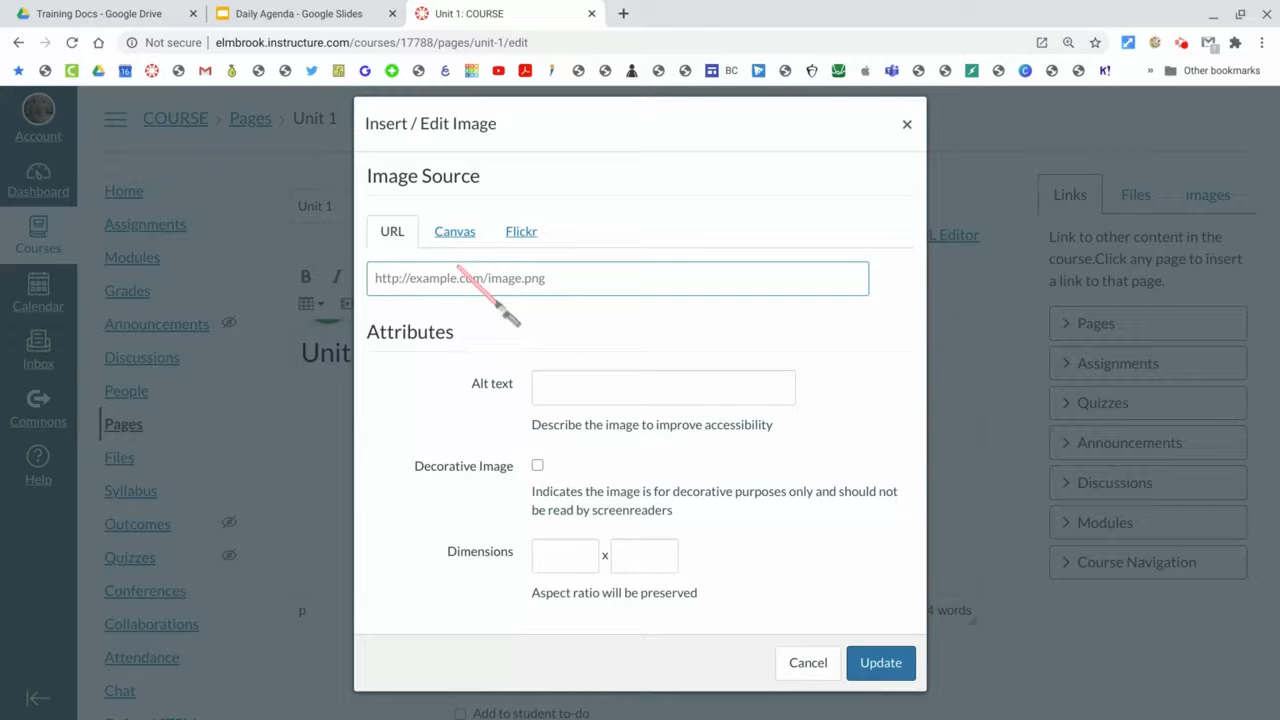 Training Docs - Google Drive
Daily Agenda - Google Slides
Unit 1: COURSE
Not secure
elmbrook.instructure.com/courses/17788/pages/unit-1/edit
BC
Other bookmarks
Account
Dashboard
Courses
Calendar
Inbox
Commons
Help
COURSE > Pages > Unit 1
Home
Assignments
Modules
Grades
Announcements
Discussions
People
Pages
Files
Syllabus
Outcomes
Quizzes
Conferences
Collaborations
Attendance
Chat
Unit 1
B I
Unit
p
4 words
Add to student to-do
L Editor
Insert / Edit Image
Image Source
URL Canvas Flickr
http://example.com/image.png
Attributes
Alt text
Describe the image to improve accessibility
Decorative Image
Indicates the image is for decorative purposes only and should not
be read by screenreaders
Dimensions
x
Aspect ratio will be preserved
Cancel
Update
Links Files Images
Link to other content in the
course.Click any page to insert
a link to that page.
Pages
Assignments
Quizzes
Announcements
Discussions
Modules
Course Navigation